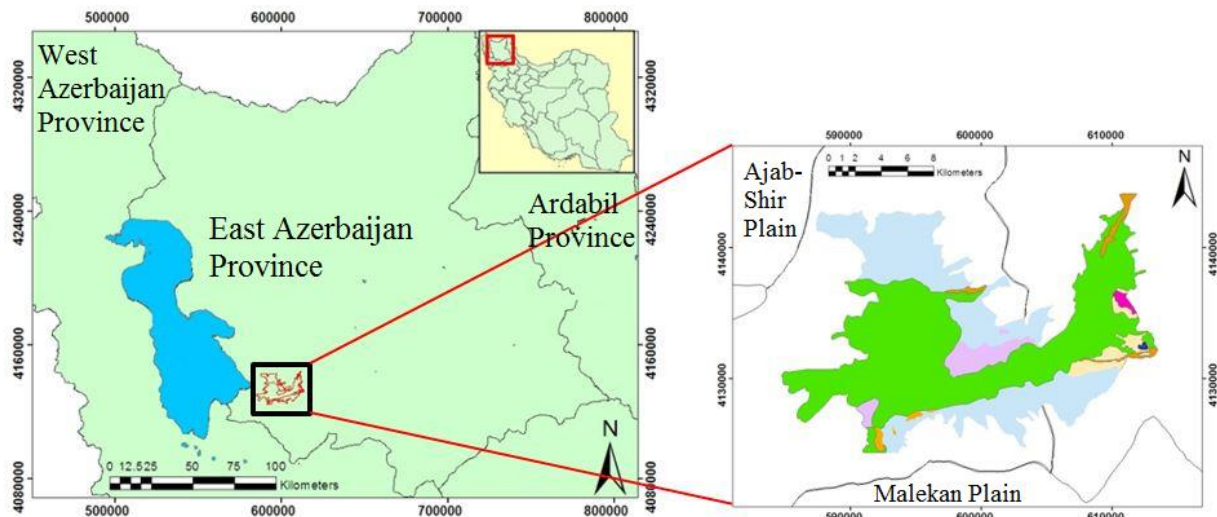 500000 600000 700000 800000
West
Azerbaijan
Province
4320000
4320000
East Azerbaijan
Province
Ardabil
Province
4240000
4240000
4160000
4160000
4080000
4080000
N
0 12.525 50 75 100
Kilometers
500000 600000 700000 800000
590000 600000 610000
0 1 2 4 6 8
Kilometers
N
Ajab-
Shir
Plain
4140000
4140000
4130000
4130000
Malekan Plain
590000 600000 610000